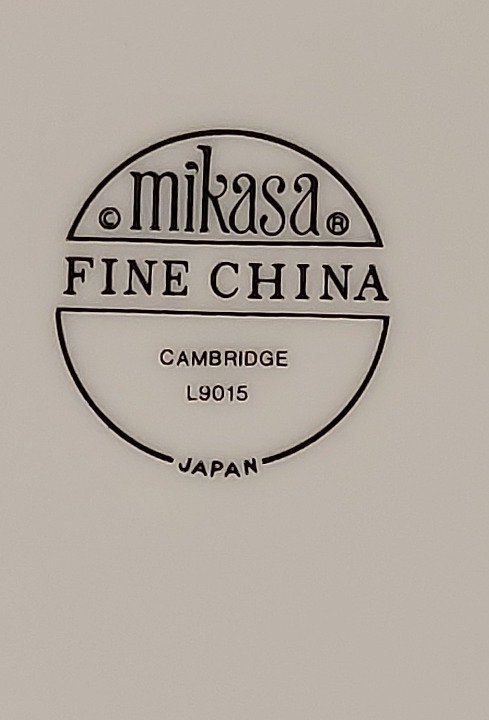 © mikasa ®
FINE CHINA
CAMBRIDGE
L9015
JAPAN